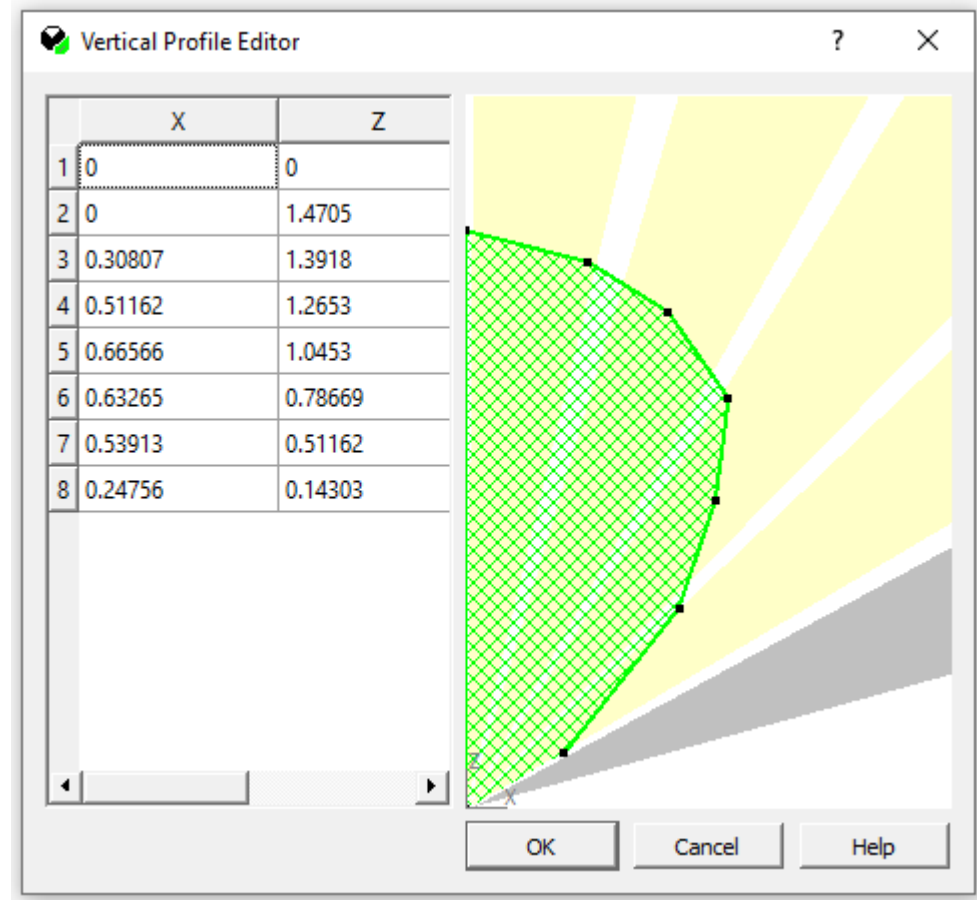 Vertical Profile Editor ? ×
X Z
1 0 0
2 0 1.4705
3 0.30807 1.3918
4 0.51162 1.2653
5 0.66566 1.0453
6 0.63265 0.78669
7 0.53913 0.51162
8 0.24756 0.14303
Z
X
OK Cancel Help